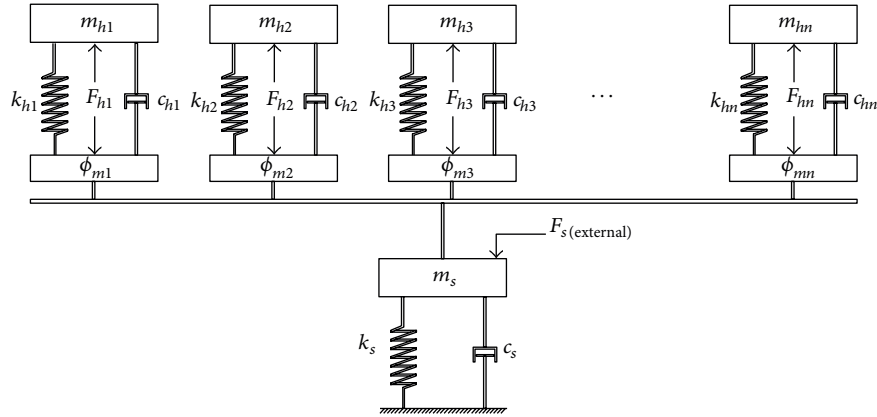 m_h1 m_h2 m_h3 m_hn
k_h1 F_h1 c_h1 k_h2 F_h2 c_h2 k_h3 F_h3 c_h3 ... k_hn F_hn c_hn
ϕ_m1 ϕ_m2 ϕ_m3 ϕ_mn
F_s (external)
m_s
k_s c_s